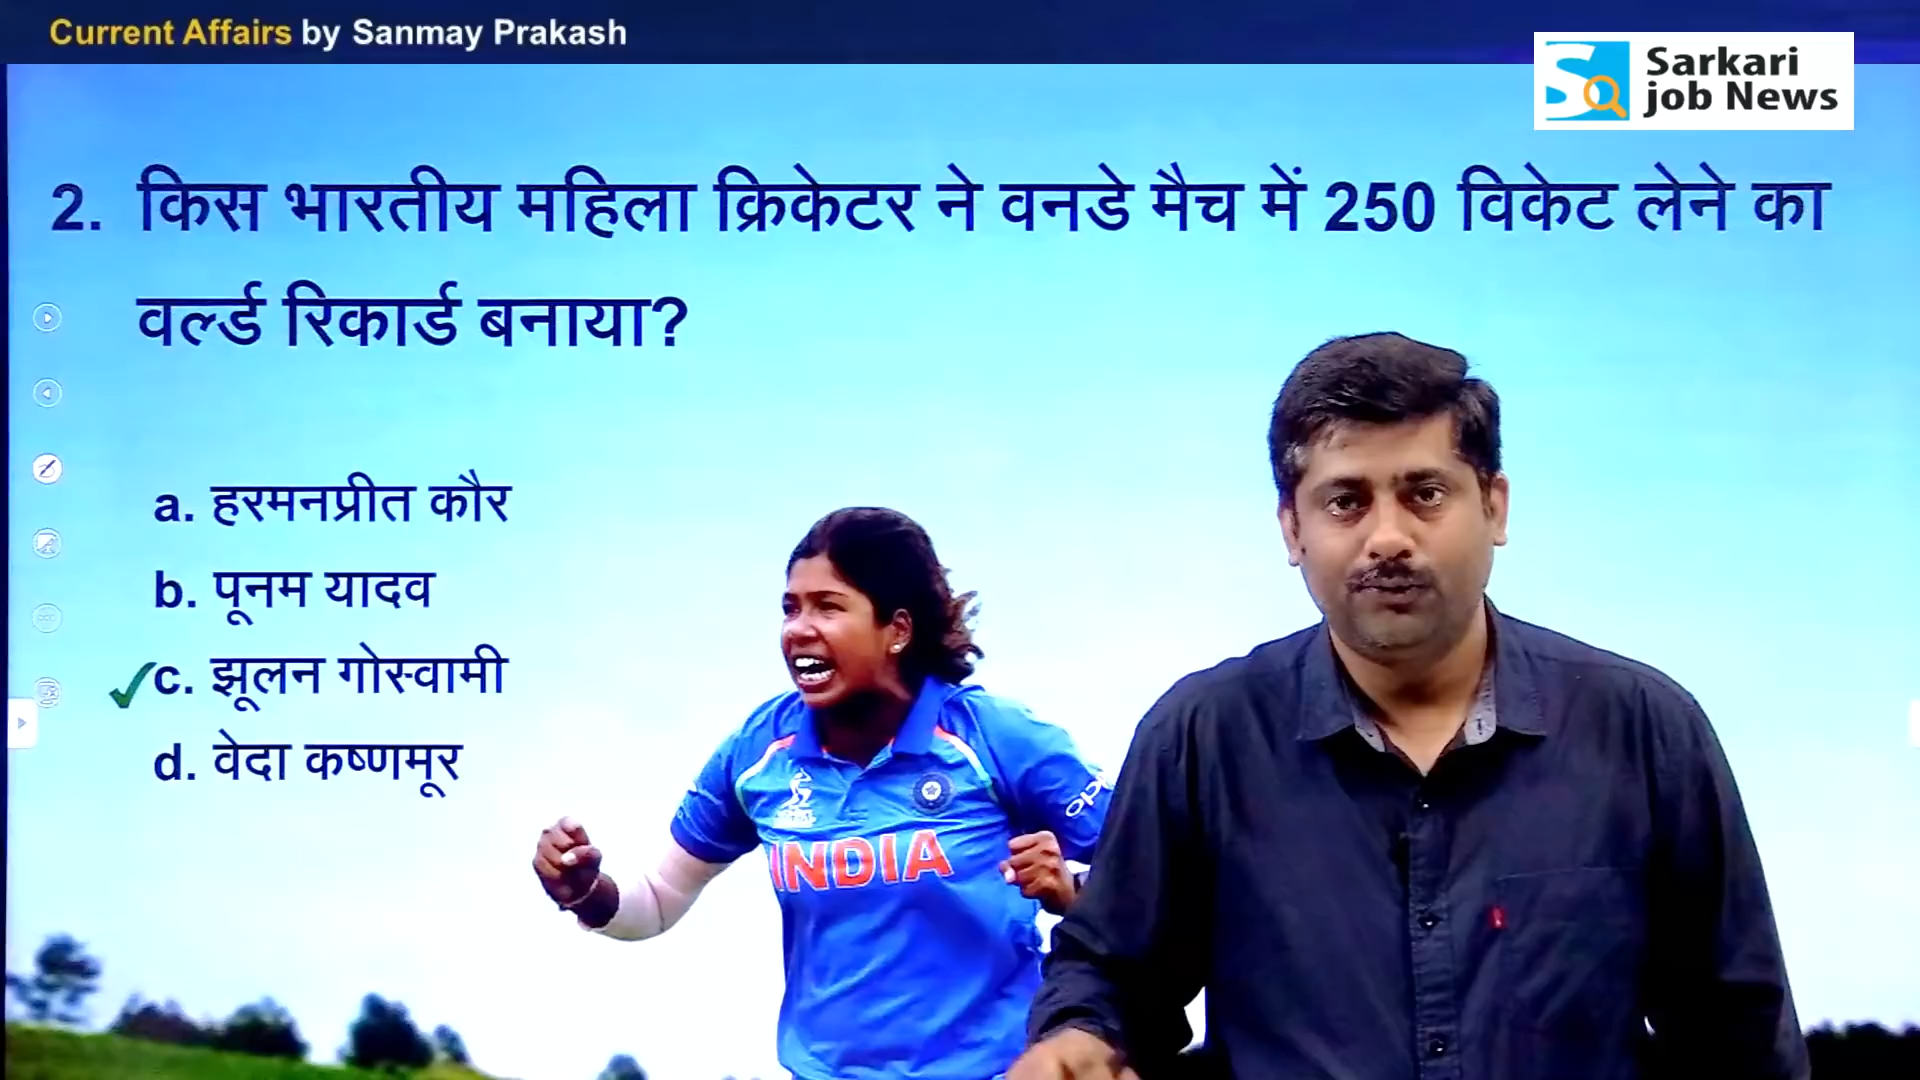 Current Affairs by Sanmay Prakash
Sarkari
job News
2. किस भारतीय महिला क्रिकेटर ने वनडे मैच में 250 विकेट लेने का
वर्ल्ड रिकार्ड बनाया?
a. हरमनप्रीत कौर
b. पूनम यादव
c. झूलन गोस्वामी
d. वेदा कष्णमूर
INDIA